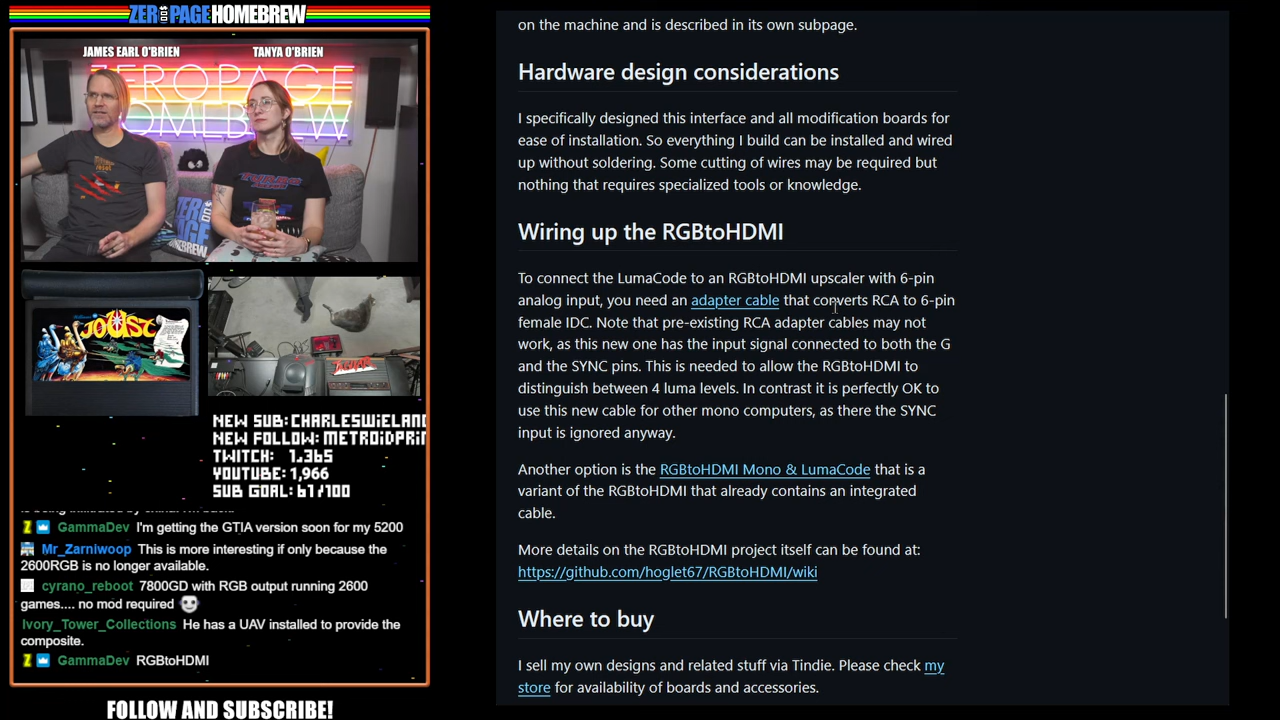 ZEROPAGE HOMEBREW
JAMES EARL O'BRIEN
TANYA O'BRIEN
ZEROPAGE
HOMEBREW
JOUST
NEW SUB:CHARLESWIELAND
NEW FOLLOW:METROIDPRI
TWITCH: 1,365
YOUTUBE: 1,966
SUB GOAL: 67/100
GammaDev I'm getting the GTIA version soon for my 5200
Mr_Zarniwoop This is more interesting if only because the
2600RGB is no longer available.
cyrano_reboot 7800GD with RGB output running 2600
games.... no mod required
Ivory_Tower_Collections He has a UAV installed to provide the
composite.
GammaDev RGBtoHDMI
FOLLOW AND SUBSCRIBE!
on the machine and is described in its own subpage.
Hardware design considerations
I specifically designed this interface and all modification boards for
ease of installation. So everything I build can be installed and wired
up without soldering. Some cutting of wires may be required but
nothing that requires specialized tools or knowledge.
Wiring up the RGBtoHDMI
To connect the LumaCode to an RGBtoHDMI upscaler with 6-pin
analog input, you need an adapter cable that converts RCA to 6-pin
female IDC. Note that pre-existing RCA adapter cables may not
work, as this new one has the input signal connected to both the G
and the SYNC pins. This is needed to allow the RGBtoHDMI to
distinguish between 4 luma levels. In contrast it is perfectly OK to
use this new cable for other mono computers, as there the SYNC
input is ignored anyway.
Another option is the RGBtoHDMI Mono & LumaCode that is a
variant of the RGBtoHDMI that already contains an integrated
cable.
More details on the RGBtoHDMI project itself can be found at:
https://github.com/hoglet67/RGBtoHDMI/wiki
Where to buy
I sell my own designs and related stuff via Tindie. Please check my
store for availability of boards and accessories.